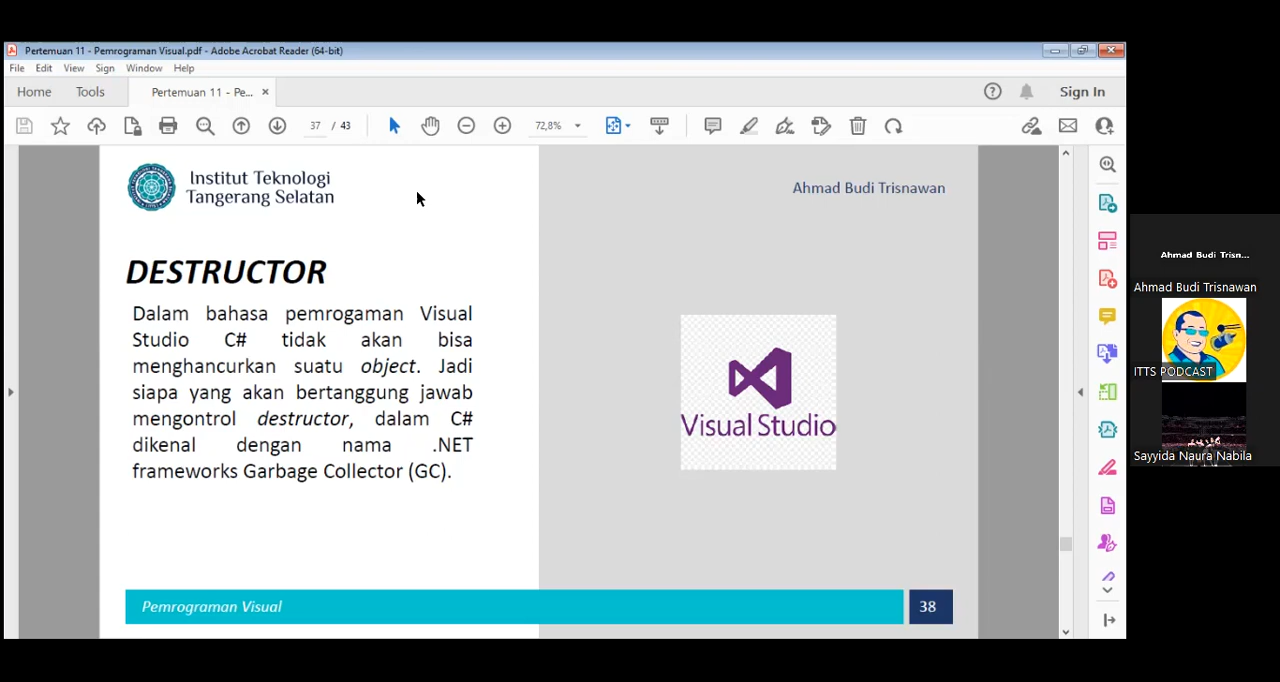 Pertemuan 11 - Pemrograman Visual.pdf - Adobe Acrobat Reader (64-bit)
File Edit View Sign Window Help
Home Tools Pertemuan 11 - Pe... × Sign In
37 / 43 72,8%
Institut Teknologi
Tangerang Selatan
Ahmad Budi Trisnawan
DESTRUCTOR
Dalam bahasa pemrogaman Visual
Studio C# tidak akan bisa
menghancurkan suatu object. Jadi
siapa yang akan bertanggung jawab
mengontrol destructor, dalam C#
dikenal dengan nama .NET
frameworks Garbage Collector (GC).
Visual Studio
Pemrograman Visual
38
Ahmad Budi Trisn...
Ahmad Budi Trisnawan
ITTS PODCAST
Sayyida Naura Nabila